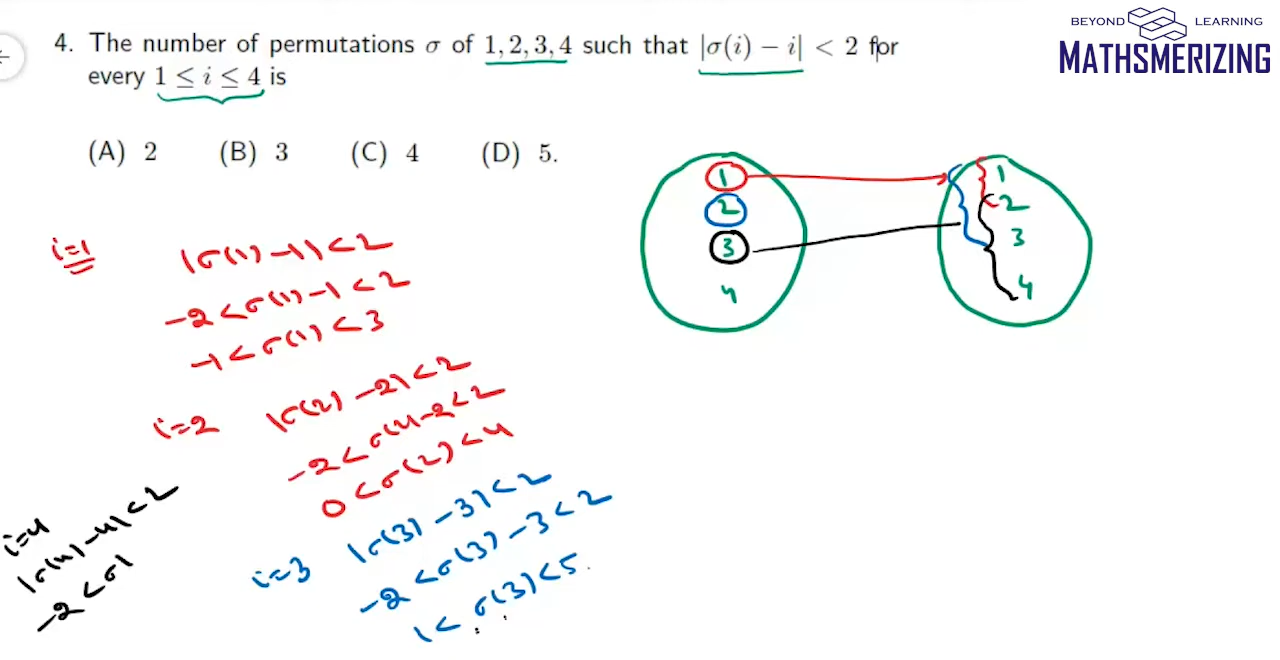 BEYOND LEARNING
MATHSMERIZING
4. The number of permutations σ of 1, 2, 3, 4 such that |σ(i) − i| < 2 for
every 1 ≤ i ≤ 4 is
(A) 2 (B) 3 (C) 4 (D) 5.
1
2
3
4
1
2
3
4
i=1
|σ(1) -1| < 2
-2 < σ(1) -1 < 2
-1 < σ(1) < 3
i=2
|σ(2) -2| < 2
-2 < σ(2) -2 < 2
0 < σ(2) < 4
i=3
|σ(3) -3| < 2
-2 < σ(3) -3 < 2
1 < σ(3) < 5
i=4
|σ(4) -4| < 2
-2 < σ(